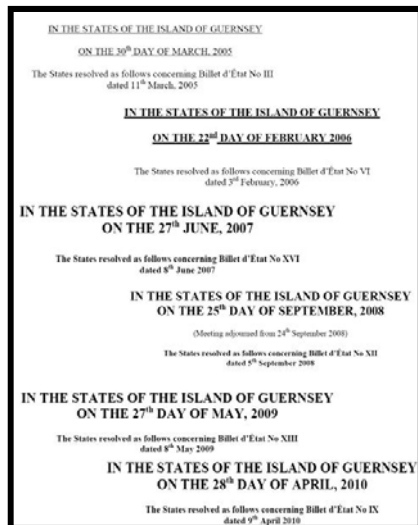 IN THE STATES OF THE ISLAND OF GUERNSEY
ON THE 30th DAY OF MARCH, 2005
The States resolved as follows concerning Billet d'État No III
dated 11th March, 2005
IN THE STATES OF THE ISLAND OF GUERNSEY
ON THE 22nd DAY OF FEBRUARY 2006
The States resolved as follows concerning Billet d'État No VI
dated 3rd February, 2006
IN THE STATES OF THE ISLAND OF GUERNSEY
ON THE 27th JUNE, 2007
The States resolved as follows concerning Billet d'État No XVI
dated 8th June 2007
IN THE STATES OF THE ISLAND OF GUERNSEY
ON THE 25th DAY OF SEPTEMBER, 2008
(Meeting adjourned from 24th September 2008)
The States resolved as follows concerning Billet d'État No XII
dated 5th September 2008
IN THE STATES OF THE ISLAND OF GUERNSEY
ON THE 27th DAY OF MAY, 2009
The States resolved as follows concerning Billet d'État No XIII
dated 8th May 2009
IN THE STATES OF THE ISLAND OF GUERNSEY
ON THE 28th DAY OF APRIL, 2010
The States resolved as follows concerning Billet d'État No IX
dated 9th April 2010